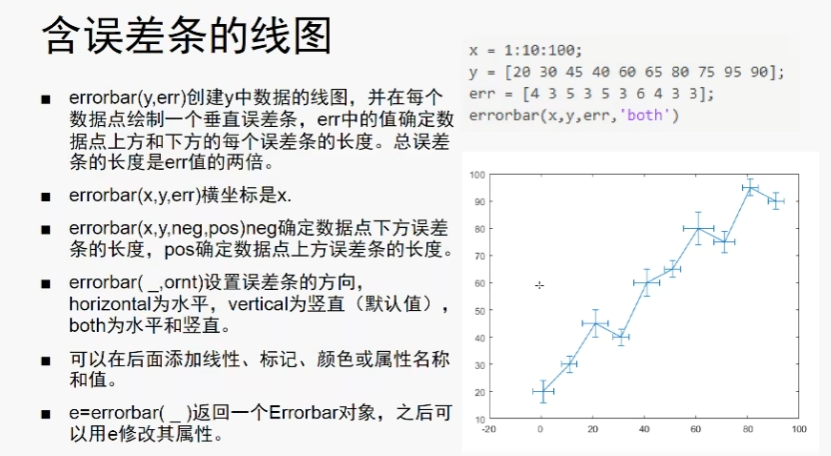 含误差条的线图
■ errorbar(y,err)创建y中数据的线图，并在每个
数据点绘制一个垂直误差条，err中的值确定数
据点上方和下方的每个误差条的长度。总误差
条的长度是err值的两倍。
■ errorbar(x,y,err)横坐标是x.
■ errorbar(x,y,neg,pos)neg确定数据点下方误差
条的长度，pos确定数据点上方误差条的长度。
■ errorbar( _,ornt)设置误差条的方向，
horizontal为水平，vertical为竖直（默认值），
both为水平和竖直。
■ 可以在后面添加线性、标记、颜色或属性名称
和值。
■ e=errorbar( _ )返回一个Errorbar对象，之后可
以用e修改其属性。
x = 1:10:100;
y = [20 30 45 40 60 65 80 75 95 90];
err = [4 3 5 3 5 3 6 4 3 3];
errorbar(x,y,err,'both')
100
90
80
70
60
50
40
30
20
10
-20 0 20 40 60 80 100